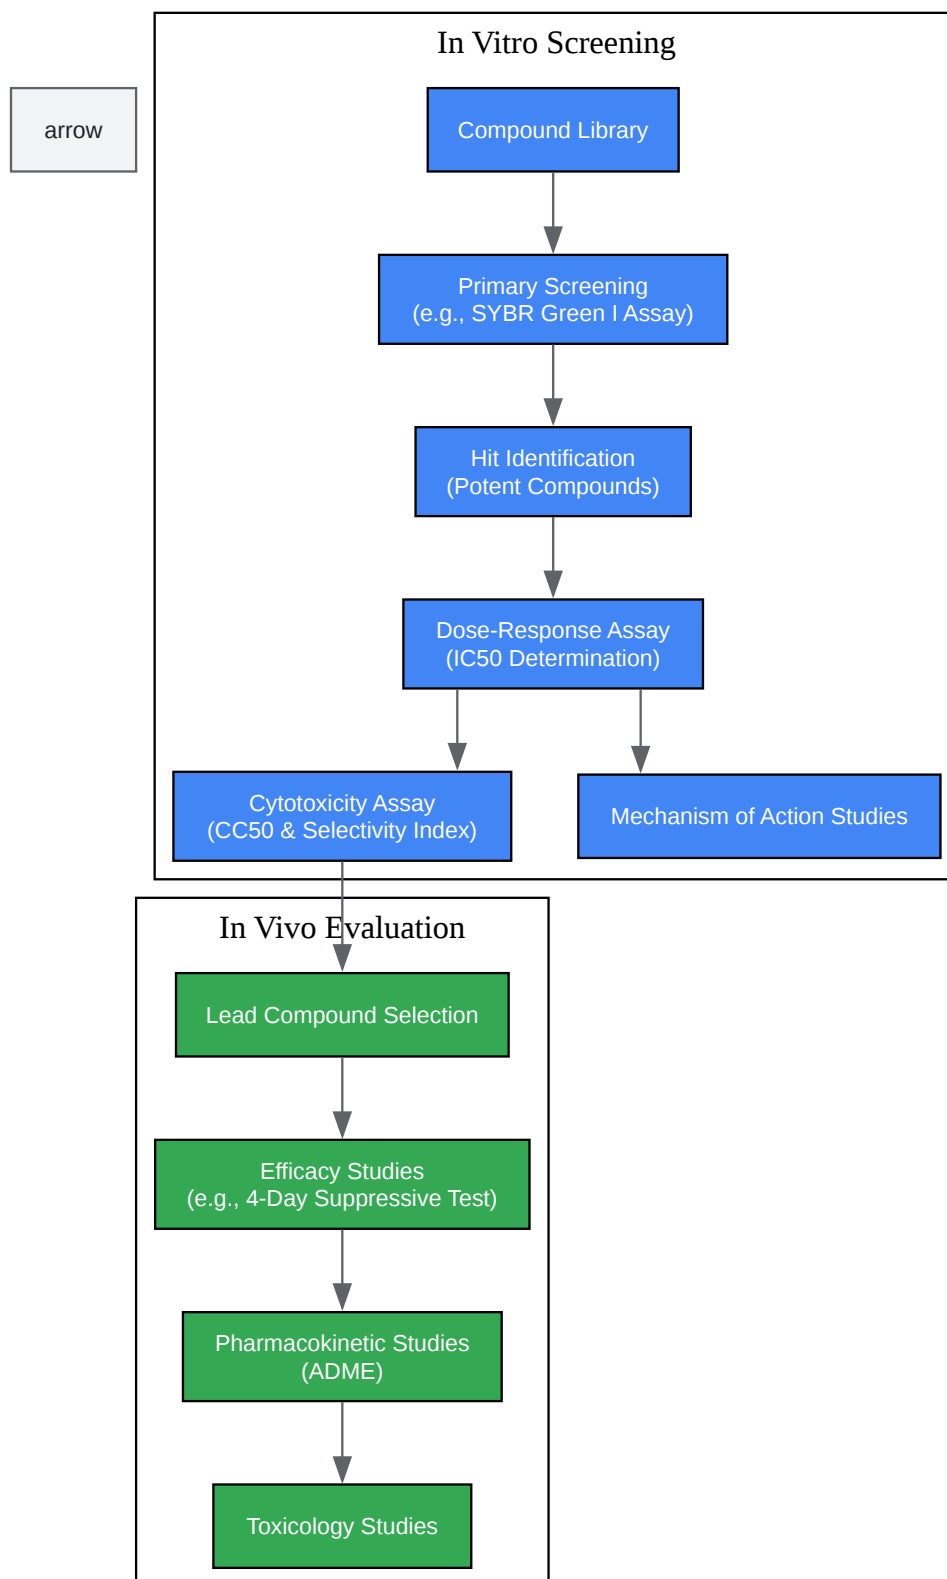 In Vitro Screening
arrow
Compound Library
Primary Screening
(e.g., SYBR Green I Assay)
Hit Identification
(Potent Compounds)
Dose-Response Assay
(IC50 Determination)
Cytotoxicity Assay
(CC50 & Selectivity Index)
Mechanism of Action Studies
In Vivo Evaluation
Lead Compound Selection
Efficacy Studies
(e.g., 4-Day Suppressive Test)
Pharmacokinetic Studies
(ADME)
Toxicology Studies